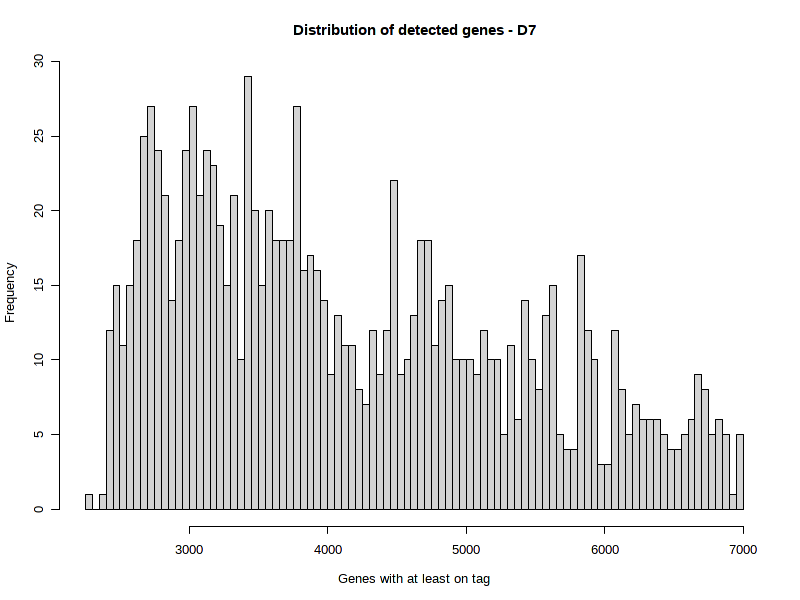 Distribution of detected genes - D7
Frequency
30
25
20
15
10
5
0
3000 4000 5000 6000 7000
Genes with at least on tag